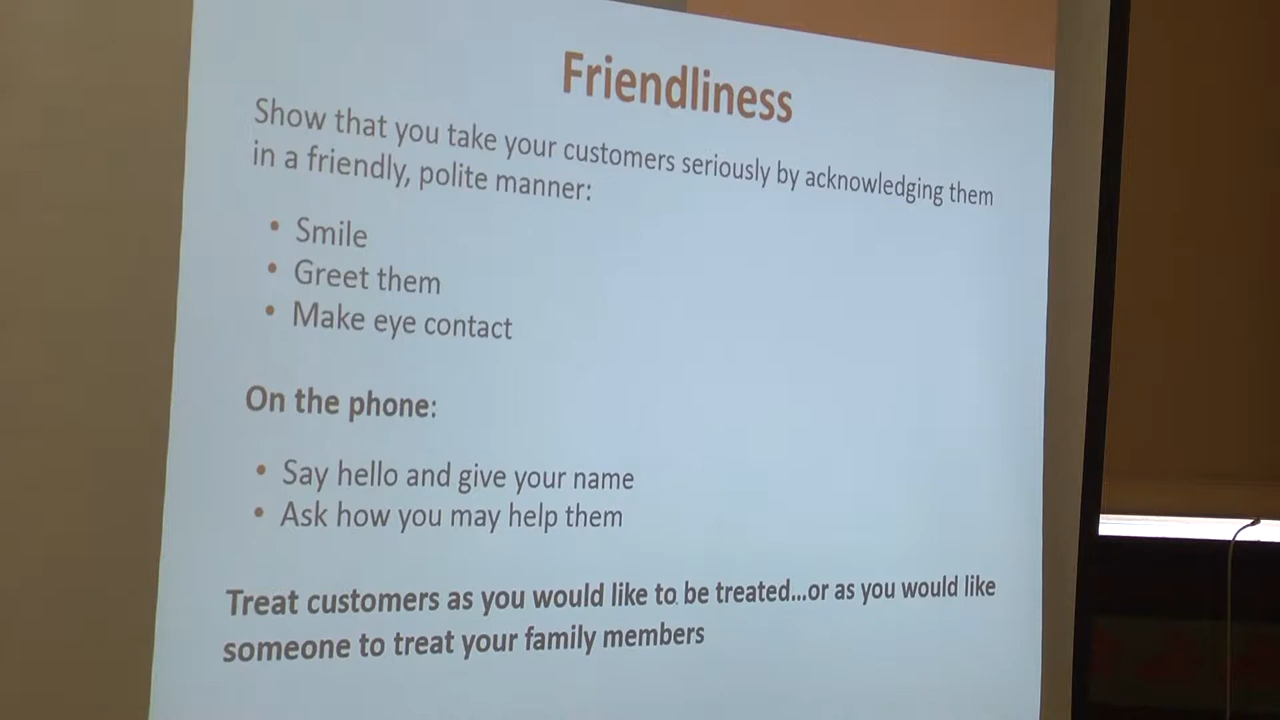 Friendliness
Show that you take your customers seriously by acknowledging them
in a friendly, polite manner:
• Smile
• Greet them
• Make eye contact
On the phone:
• Say hello and give your name
• Ask how you may help them
Treat customers as you would like to be treated...or as you would like
someone to treat your family members